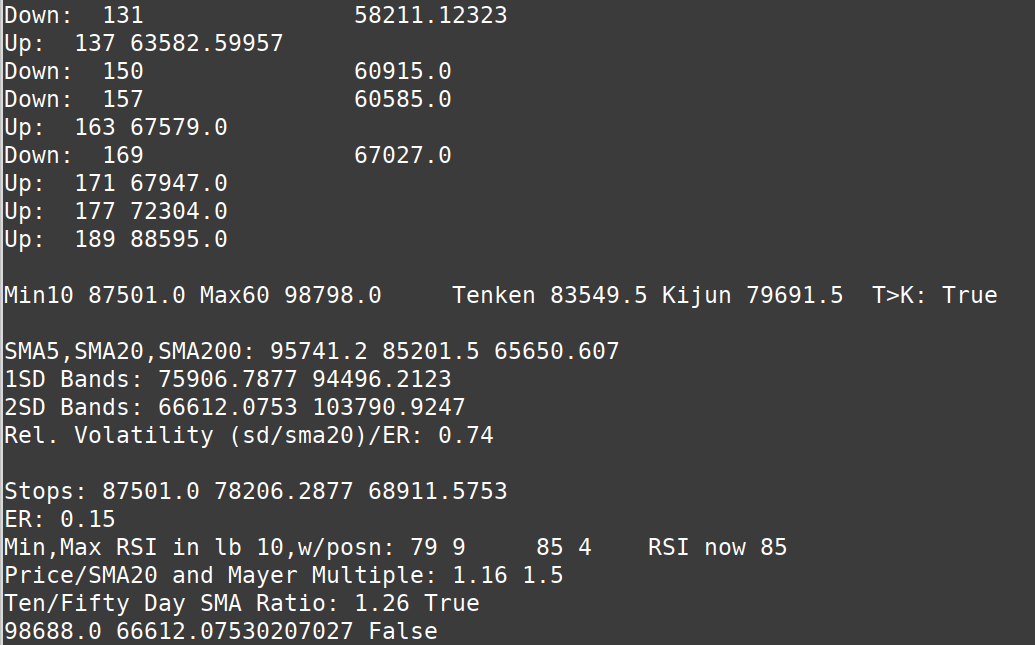 Down:  131               58211.12323
Up:  137 63582.59957
Down:  150               60915.0
Down:  157               60585.0
Up:  163 67579.0
Down:  169               67027.0
Up:  171 67947.0
Up:  177 72304.0
Up:  189 88595.0
Min10 87501.0 Max60 98798.0     Tenken 83549.5 Kijun 79691.5  T>K: True
SMA5,SMA20,SMA200: 95741.2 85201.5 65650.607
1SD Bands: 75906.7877 94496.2123
2SD Bands: 66612.0753 103790.9247
Rel. Volatility (sd/sma20)/ER: 0.74
Stops: 87501.0 78206.2877 68911.5753
ER: 0.15
Min,Max RSI in lb 10,w/posn: 79 9     85 4    RSI now 85
Price/SMA20 and Mayer Multiple: 1.16 1.5
Ten/Fifty Day SMA Ratio: 1.26 True
98688.0 66612.07530207027 False